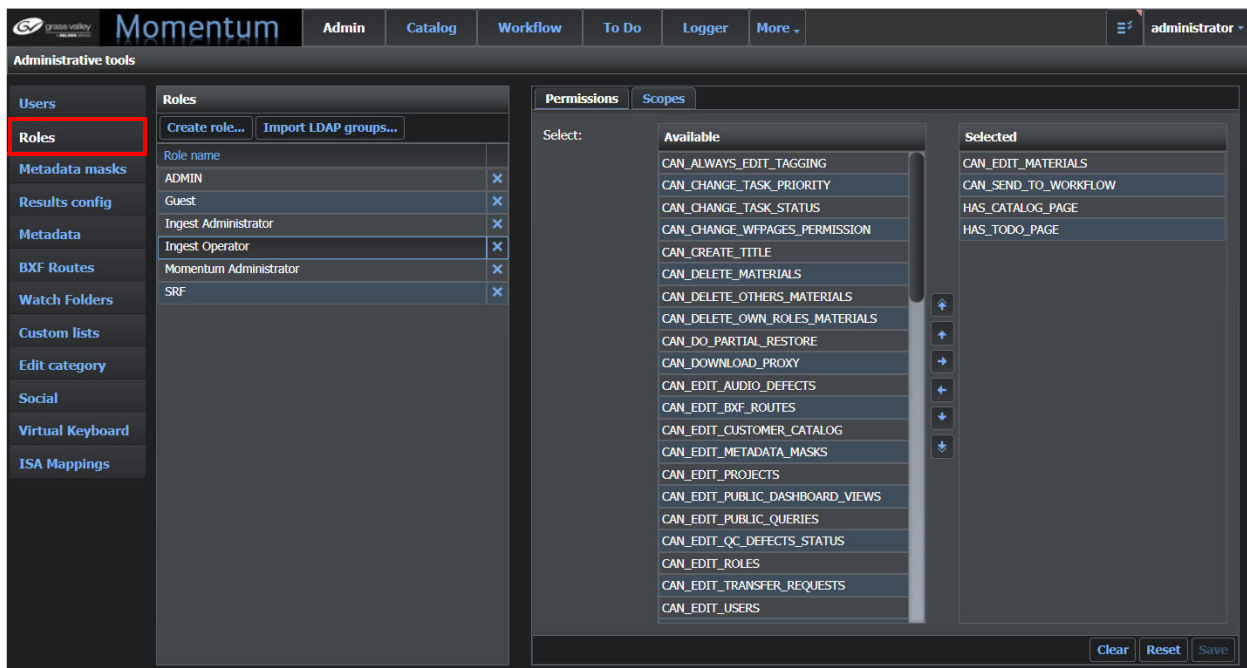 grass valley Momentum Admin Catalog Workflow To Do Logger More administrator
A BELDEN BRAND
Administrative tools
Users
Roles
Metadata masks
Results config
Metadata
BXF Routes
Watch Folders
Custom lists
Edit category
Social
Virtual Keyboard
ISA Mappings
Roles
Create role... Import LDAP groups...
Role name
ADMIN
Guest
Ingest Administrator
Ingest Operator
Momentum Administrator
SRF
Permissions Scopes
Select:
Available
CAN_ALWAYS_EDIT_TAGGING
CAN_CHANGE_TASK_PRIORITY
CAN_CHANGE_TASK_STATUS
CAN_CHANGE_WFPAGES_PERMISSION
CAN_CREATE_TITLE
CAN_DELETE_MATERIALS
CAN_DELETE_OTHERS_MATERIALS
CAN_DELETE_OWN_ROLES_MATERIALS
CAN_DO_PARTIAL_RESTORE
CAN_DOWNLOAD_PROXY
CAN_EDIT_AUDIO_DEFECTS
CAN_EDIT_BXF_ROUTES
CAN_EDIT_CUSTOMER_CATALOG
CAN_EDIT_METADATA_MASKS
CAN_EDIT_PROJECTS
CAN_EDIT_PUBLIC_DASHBOARD_VIEWS
CAN_EDIT_PUBLIC_QUERIES
CAN_EDIT_QC_DEFECTS_STATUS
CAN_EDIT_ROLES
CAN_EDIT_TRANSFER_REQUESTS
CAN_EDIT_USERS
Selected
CAN_EDIT_MATERIALS
CAN_SEND_TO_WORKFLOW
HAS_CATALOG_PAGE
HAS_TODO_PAGE
Clear Reset Save